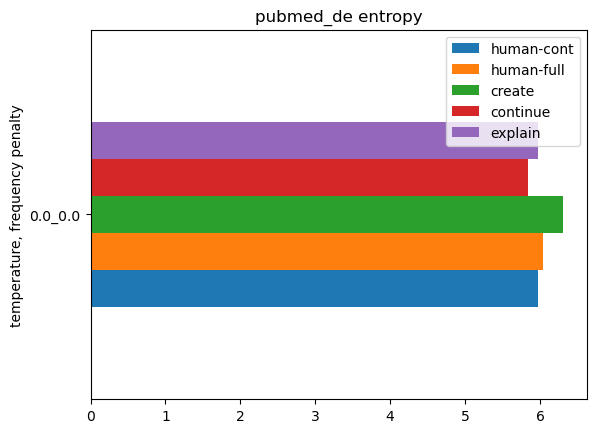 pubmed_de entropy
human-cont
human-full
create
continue
explain
temperature, frequency penalty
0.0_0.0
0 1 2 3 4 5 6